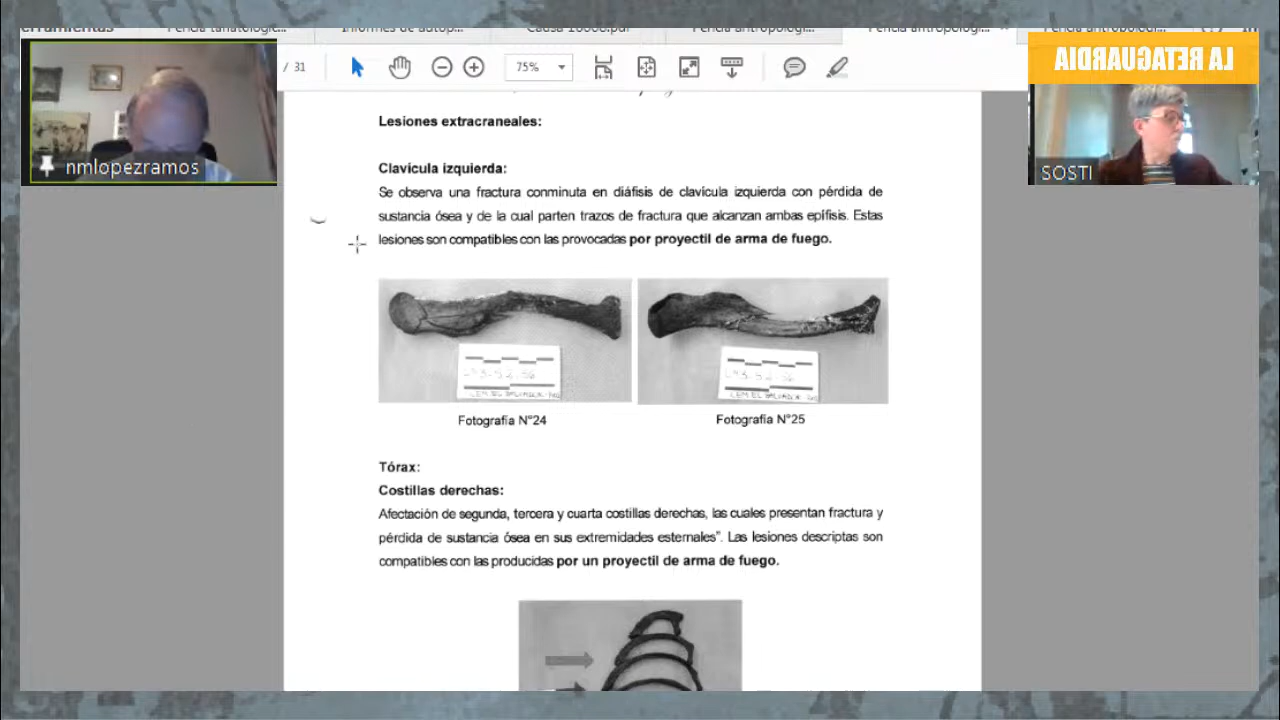 / 31
75%
LA RETAGUARDIA
nmlopezramos
SOSTI
Lesiones extracraneales:
Clavícula izquierda:
Se observa una fractura conminuta en diáfisis de clavícula izquierda con pérdida de
sustancia ósea y de la cual parten trazos de fractura que alcanzan ambas epífisis. Estas
lesiones son compatibles con las provocadas por proyectil de arma de fuego.
Fotografía N°24
Fotografía N°25
Tórax:
Costillas derechas:
Afectación de segunda, tercera y cuarta costillas derechas, las cuales presentan fractura y
pérdida de sustancia ósea en sus extremidades esternales”. Las lesiones descriptas son
compatibles con las producidas por un proyectil de arma de fuego.